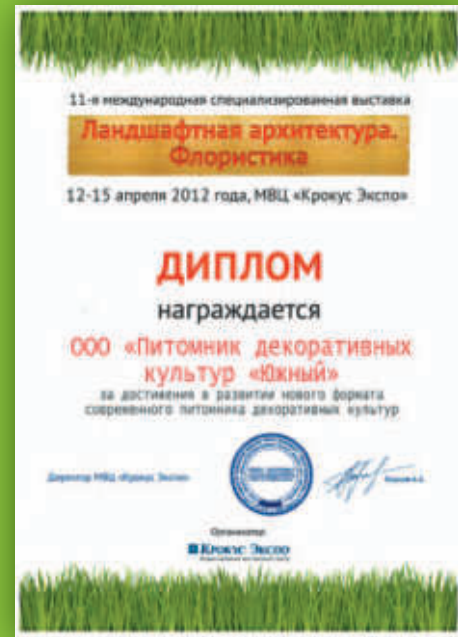 11-я международная специализированная выставка
Ландшафтная архитектура.
Флористика
12-15 апреля 2012 года, МВЦ «Крокус Экспо»
ДИПЛОМ
награждается
ООО «Питомник декоративных
культур «Южный»
за достижения в развитии нового формата
современного питомника декоративных культур
Директор МВЦ «Крокус Экспо»
Организатор:
Крокус Экспо